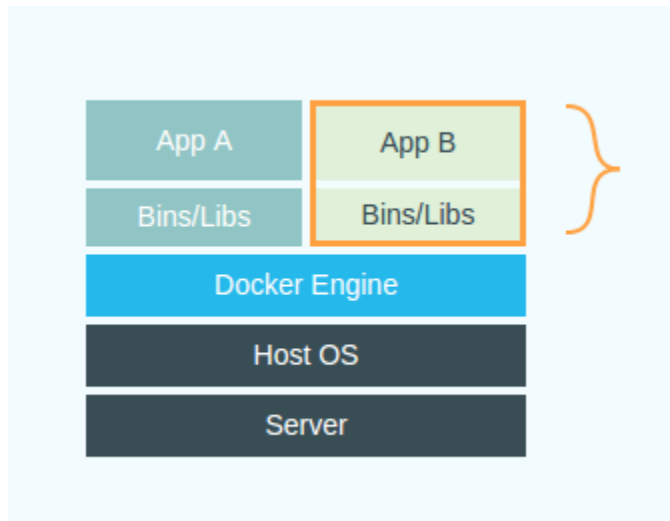 App A
App B
Bins/Libs
Bins/Libs
Docker Engine
Host OS
Server